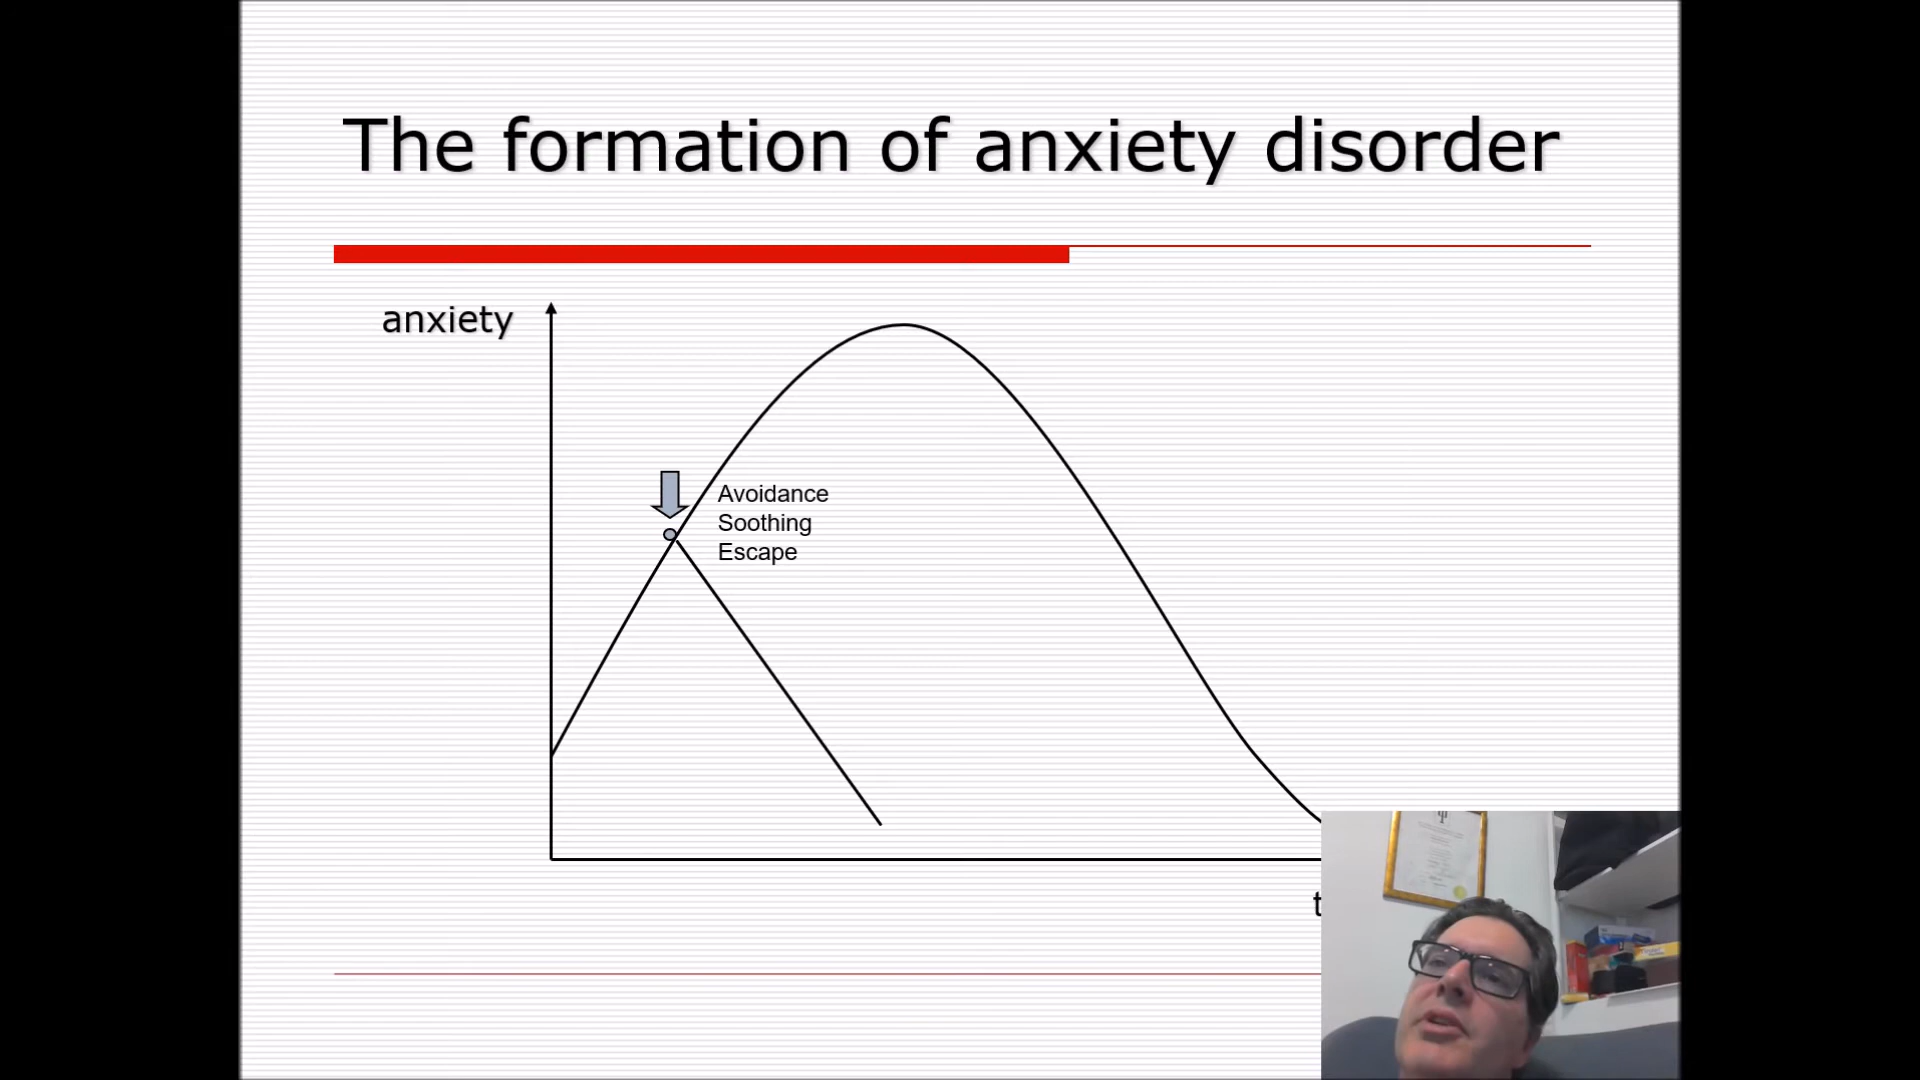 The formation of anxiety disorder
anxiety
Avoidance
Soothing
Escape
t